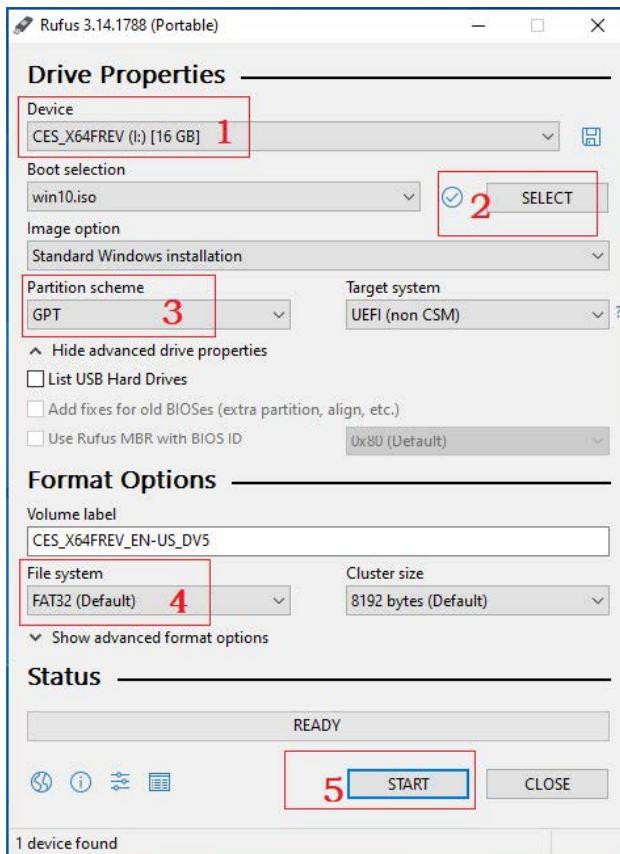 Rufus 3.14.1788 (Portable)
Drive Properties
Device
CES_X64FREV (I:) [16 GB] 1
Boot selection
win10.iso 2 SELECT
Image option
Standard Windows installation
Partition scheme Target system
GPT 3 UEFI (non CSM) ?
Hide advanced drive properties
List USB Hard Drives
Add fixes for old BIOSes (extra partition, align, etc.)
Use Rufus MBR with BIOS ID 0x80 (Default)
Format Options
Volume label
CES_X64FREV_EN-US_DV5
File system Cluster size
FAT32 (Default) 4 8192 bytes (Default)
Show advanced format options
Status
READY
5 START CLOSE
1 device found